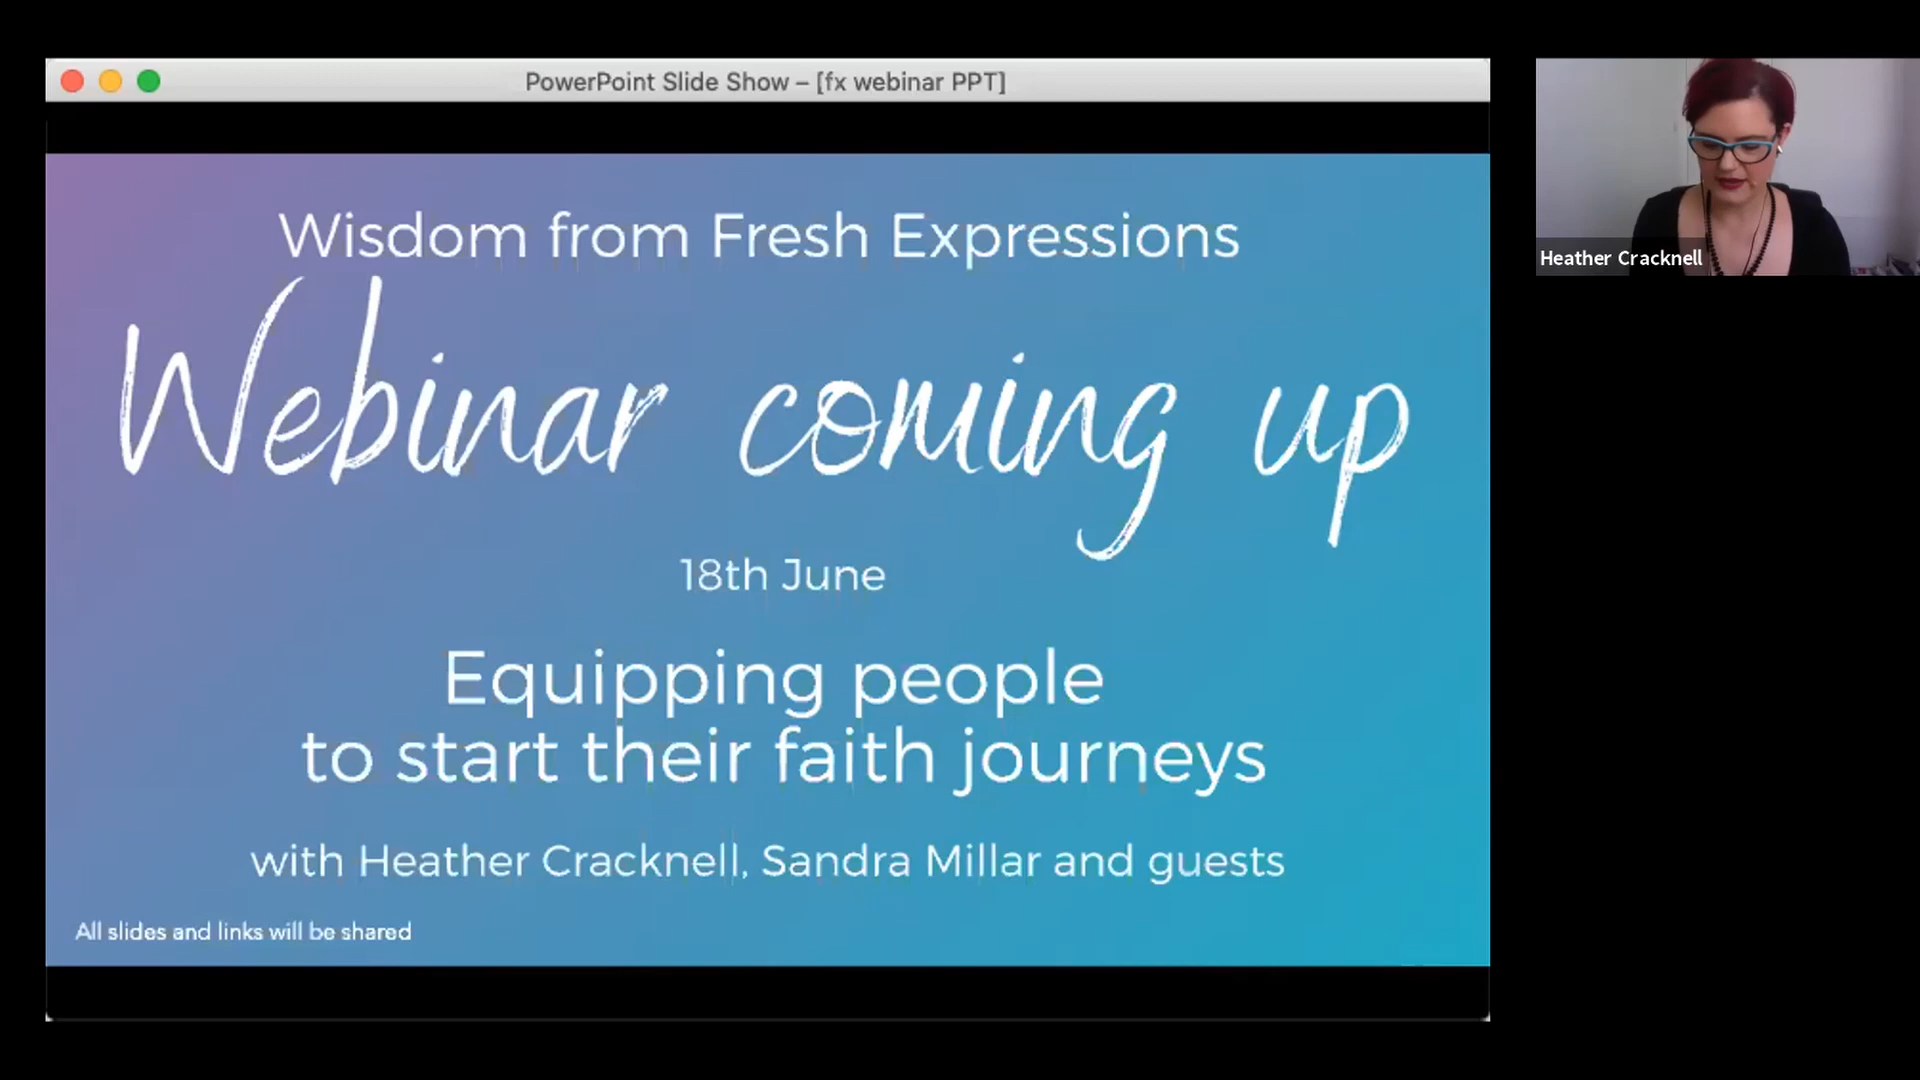 PowerPoint Slide Show – [fx webinar PPT]
Wisdom from Fresh Expressions
Webinar coming up
18th June
Equipping people
to start their faith journeys
with Heather Cracknell, Sandra Millar and guests
All slides and links will be shared
Heather Cracknell